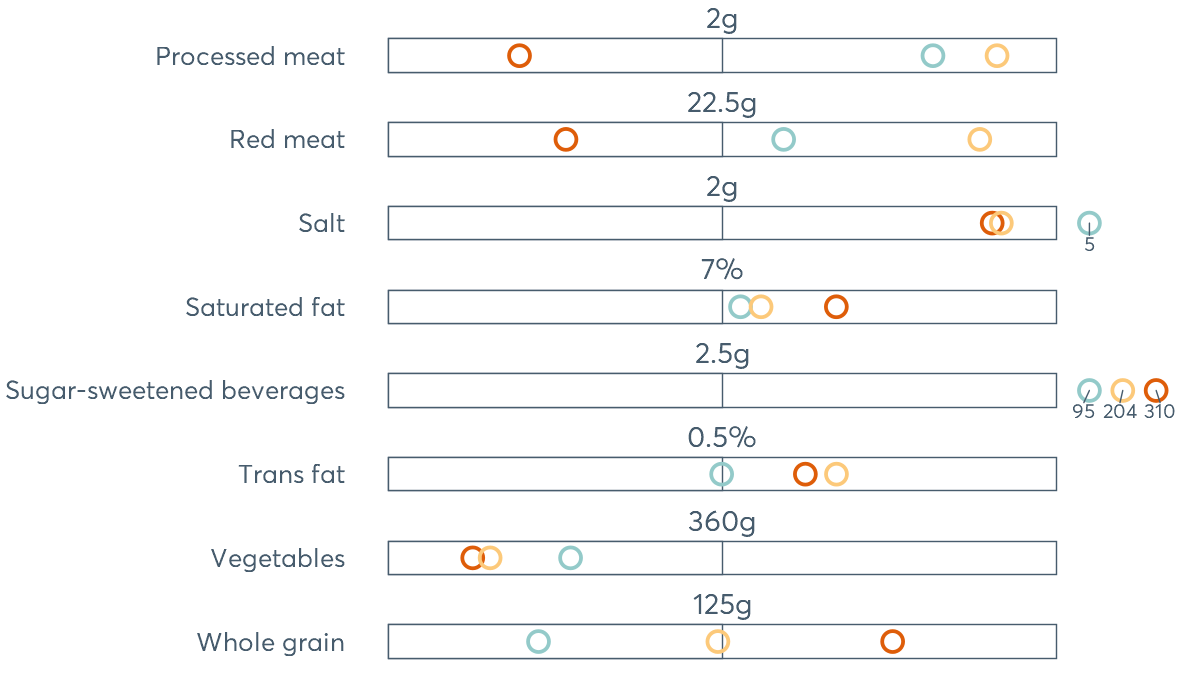 2g
Processed meat
22.5g
Red meat
2g
Salt
5
7%
Saturated fat
2.5g
Sugar-sweetened beverages
95 204 310
0.5%
Trans fat
360g
Vegetables
125g
Whole grain